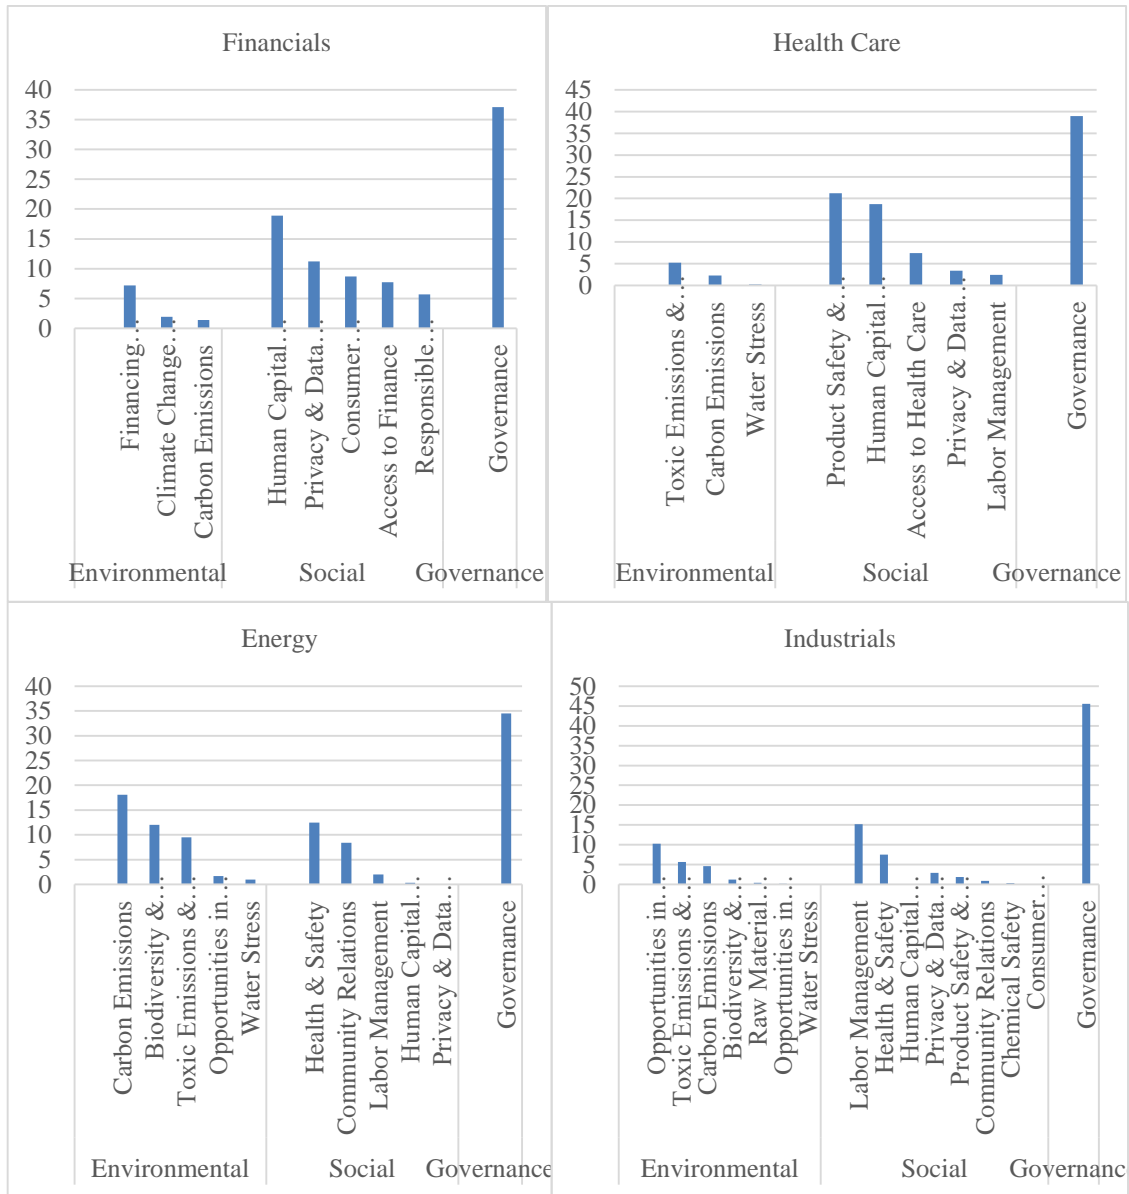 Financials
40
35
30
25
20
15
10
5
0
Financing…
Climate Change…
Carbon Emissions
Human Capital…
Privacy & Data…
Consumer…
Access to Finance
Responsible…
Governance
Environmental
Social
Governance
Health Care
45
40
35
30
25
20
15
10
5
0
Toxic Emissions &…
Carbon Emissions
Water Stress
Product Safety &…
Human Capital…
Access to Health Care
Privacy & Data…
Labor Management
Governance
Environmental
Social
Governance
Energy
40
35
30
25
20
15
10
5
0
Carbon Emissions
Biodiversity &…
Toxic Emissions &…
Opportunities in…
Water Stress
Health & Safety
Community Relations
Labor Management
Human Capital…
Privacy & Data…
Governance
Environmental
Social
Governance
Industrials
50
45
40
35
30
25
20
15
10
5
0
Opportunities in…
Toxic Emissions &…
Carbon Emissions
Biodiversity &…
Raw Material…
Opportunities in…
Water Stress
Labor Management
Health & Safety
Human Capital…
Privacy & Data…
Product Safety &…
Community Relations
Chemical Safety
Consumer…
Governance
Environmental
Social
Governance